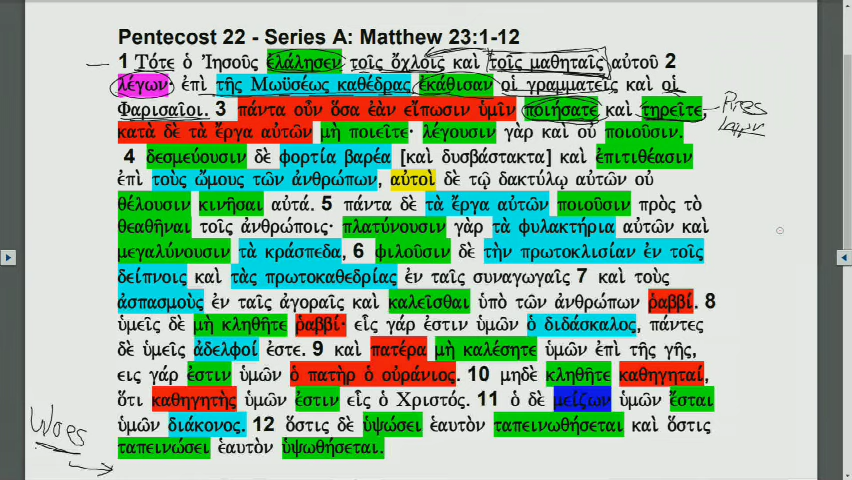 Pentecost 22 - Series A: Matthew 23:1-12
1 Τότε ὁ Ἰησοῦς ἐλάλησεν τοῖς ὄχλοις καὶ τοῖς μαθηταῖς αὐτοῦ 2
λέγων· ἐπὶ τῆς Μωϋσέως καθέδρας ἐκάθισαν οἱ γραμματεῖς καὶ οἱ
Φαρισαῖοι. 3 πάντα οὖν ὅσα ἐὰν εἴπωσιν ὑμῖν ποιήσατε καὶ τηρεῖτε,
Pres
κατὰ δὲ τὰ ἔργα αὐτῶν μὴ ποιεῖτε· λέγουσιν γὰρ καὶ οὐ ποιοῦσιν.
4 δεσμεύουσιν δὲ φορτία βαρέα [καὶ δυσβάστακτα] καὶ ἐπιτιθέασιν
ἐπὶ τοὺς ὤμους τῶν ἀνθρώπων, αὐτοὶ δὲ τῷ δακτύλῳ αὐτῶν οὐ
θέλουσιν κινῆσαι αὐτά. 5 πάντα δὲ τὰ ἔργα αὐτῶν ποιοῦσιν πρὸς τὸ
θεαθῆναι τοῖς ἀνθρώποις· πλατύνουσιν γὰρ τὰ φυλακτήρια αὐτῶν καὶ
μεγαλύνουσιν τὰ κράσπεδα, 6 φιλοῦσιν δὲ τὴν πρωτοκλισίαν ἐν τοῖς
δείπνοις καὶ τὰς πρωτοκαθεδρίας ἐν ταῖς συναγωγαῖς 7 καὶ τοὺς
ἀσπασμοὺς ἐν ταῖς ἀγοραῖς καὶ καλεῖσθαι ὑπὸ τῶν ἀνθρώπων ῥαββί. 8
ὑμεῖς δὲ μὴ κληθῆτε ῥαββί· εἷς γάρ ἐστιν ὑμῶν ὁ διδάσκαλος, πάντες
δὲ ὑμεῖς ἀδελφοί ἐστε. 9 καὶ πατέρα μὴ καλέσητε ὑμῶν ἐπὶ τῆς γῆς,
εις γάρ ἐστιν ὑμῶν ὁ πατὴρ ὁ οὐράνιος. 10 μηδὲ κληθῆτε καθηγηταί,
ὅτι καθηγητὴς ὑμῶν ἐστιν εἷς ὁ Χριστός. 11 ὁ δὲ μείζων ὑμῶν ἔσται
ὑμῶν διάκονος. 12 ὅστις δὲ ὑψώσει ἑαυτὸν ταπεινωθήσεται καὶ ὅστις
ταπεινώσει ἑαυτὸν ὑψωθήσεται.
Woes